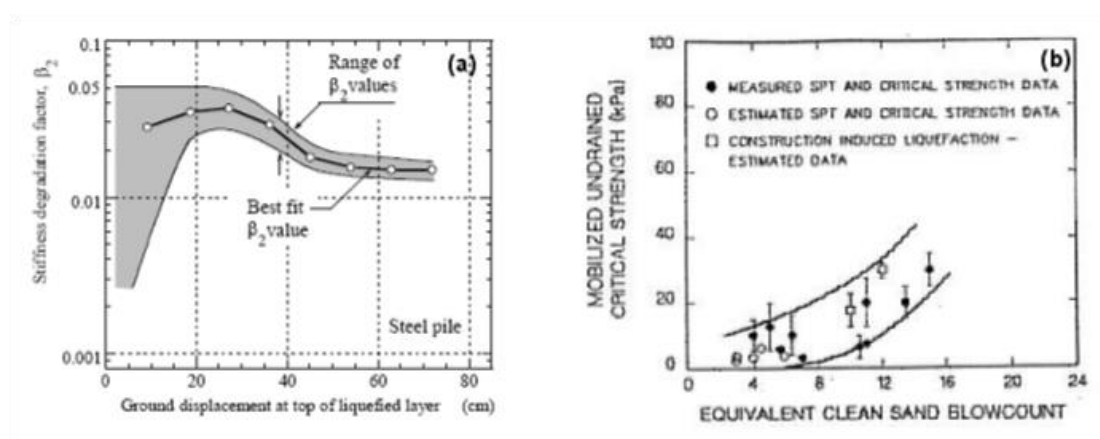 (a)
Stiffness degradation factor, β2
0.1
0.05
0.01
0.001
Range of
β2 values
Best fit
β2 value
Steel pile
0 20 40 60 80
Ground displacement at top of liquefied layer (cm)
(b)
MOBILIZED UNDRAINED
CRITICAL STRENGTH (kPa)
100
80
60
40
20
0
MEASURED SPT AND CRITICAL STRENGTH DATA
ESTIMATED SPT AND CRITICAL STRENGTH DATA
CONSTRUCTION INDUCED LIQUEFACTION –
ESTIMATED DATA
0 4 8 12 16 20 24
EQUIVALENT CLEAN SAND BLOWCOUNT